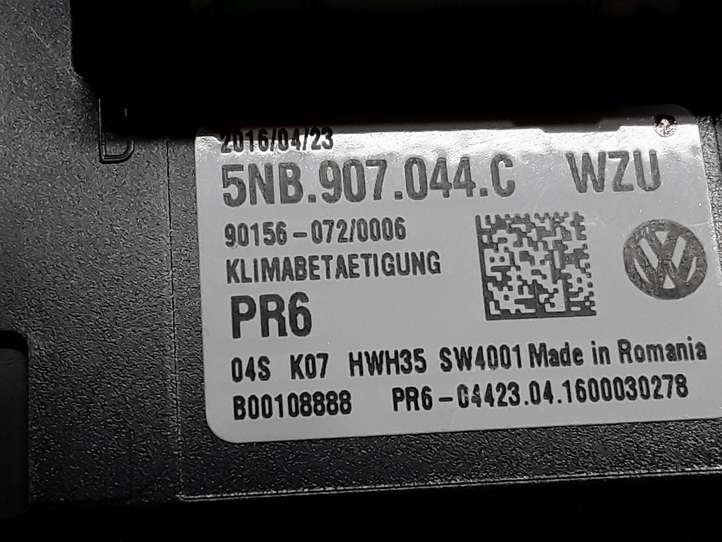 2016/04/23
5NB.907.044.C WZU
90156-072/0006
KLIMABETAETIGUNG
PR6
04S K07 HWH35 SW4001 Made in Romania
B00108888 PR6-C4423.04.1600030278